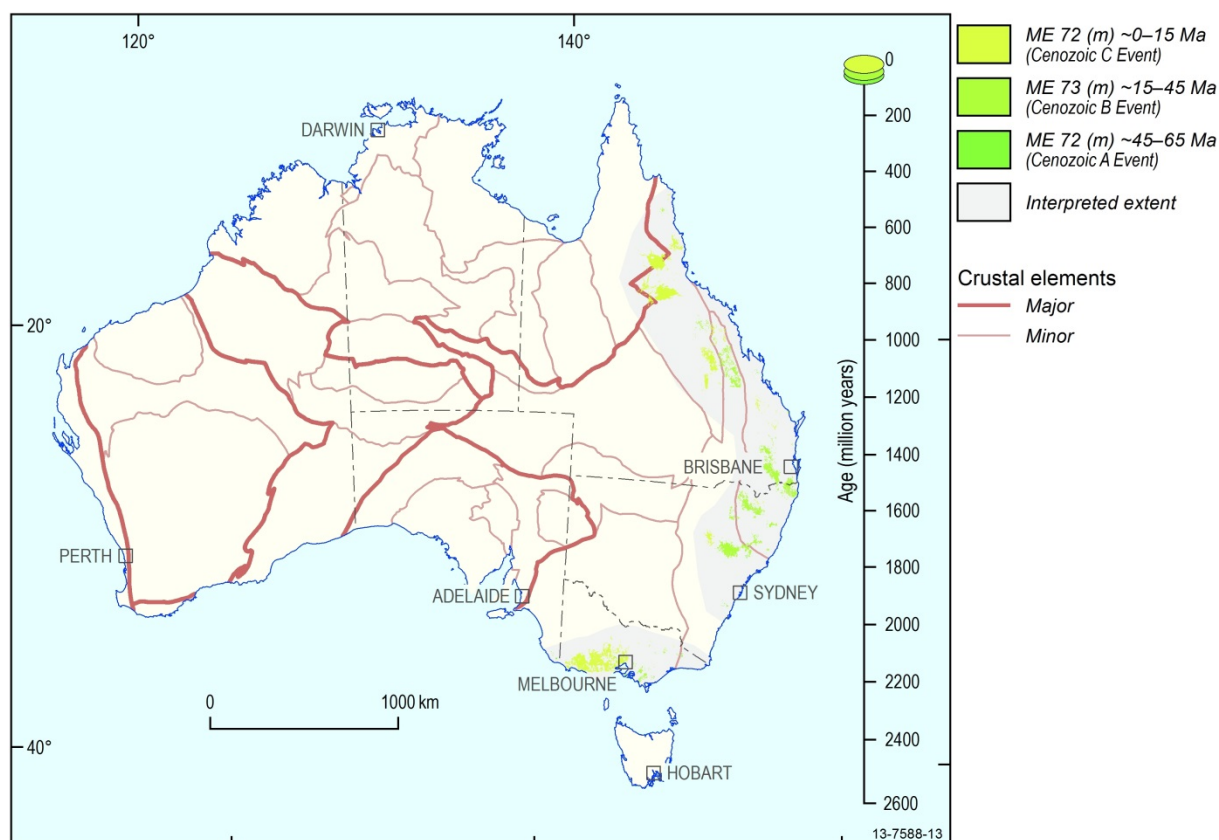 120°
140°
20°
40°
DARWIN
BRISBANE
PERTH
ADELAIDE
SYDNEY
MELBOURNE
HOBART
0
1000 km
Age (million years)
0
200
400
600
800
1000
1200
1400
1600
1800
2000
2200
2400
2600
13-7588-13
ME 72 (m) ~0–15 Ma
(Cenozoic C Event)
ME 73 (m) ~15–45 Ma
(Cenozoic B Event)
ME 72 (m) ~45–65 Ma
(Cenozoic A Event)
Interpreted extent
Crustal elements
Major
Minor